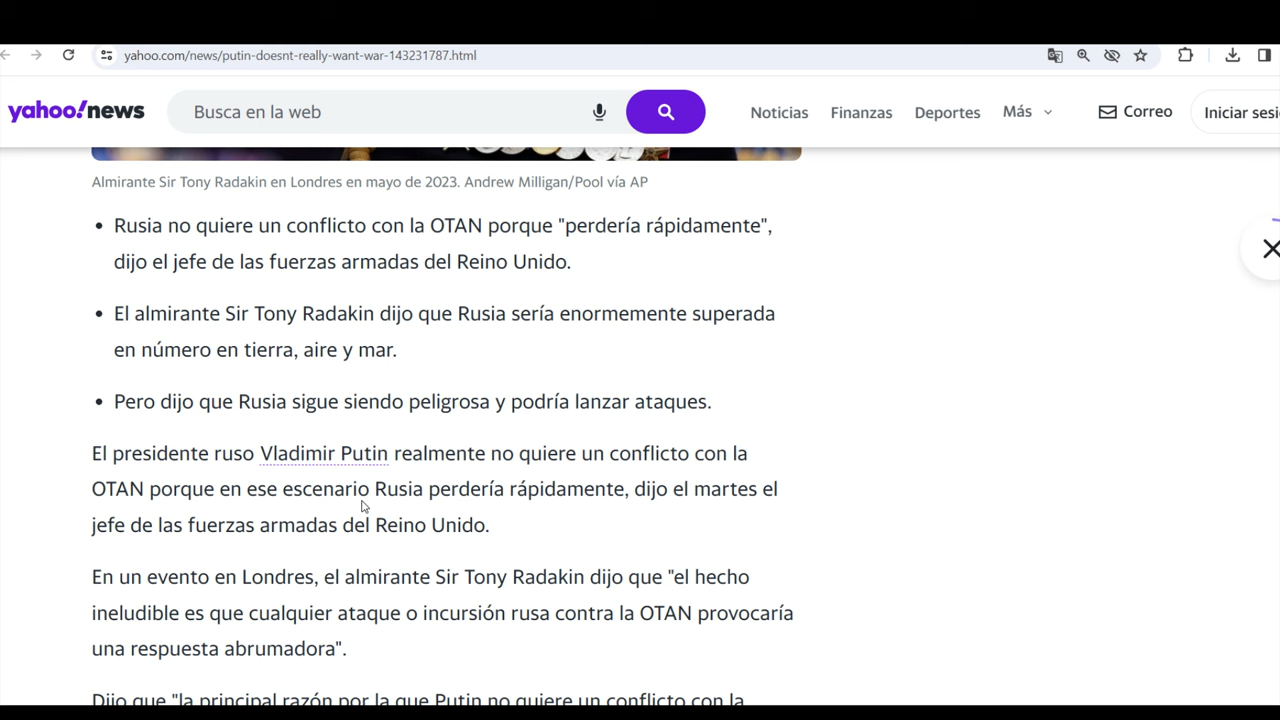 yahoo.com/news/putin-doesnt-really-want-war-143231787.html
yahoo!news
Busca en la web
Noticias
Finanzas
Deportes
Más
Correo
Iniciar sesi
Almirante Sir Tony Radakin en Londres en mayo de 2023. Andrew Milligan/Pool vía AP
• Rusia no quiere un conflicto con la OTAN porque "perdería rápidamente",
dijo el jefe de las fuerzas armadas del Reino Unido.
• El almirante Sir Tony Radakin dijo que Rusia sería enormemente superada
en número en tierra, aire y mar.
• Pero dijo que Rusia sigue siendo peligrosa y podría lanzar ataques.
El presidente ruso Vladimir Putin realmente no quiere un conflicto con la
OTAN porque en ese escenario Rusia perdería rápidamente, dijo el martes el
jefe de las fuerzas armadas del Reino Unido.
En un evento en Londres, el almirante Sir Tony Radakin dijo que "el hecho
ineludible es que cualquier ataque o incursión rusa contra la OTAN provocaría
una respuesta abrumadora".
Dijo que "la principal razón por la que Putin no quiere un conflicto con la